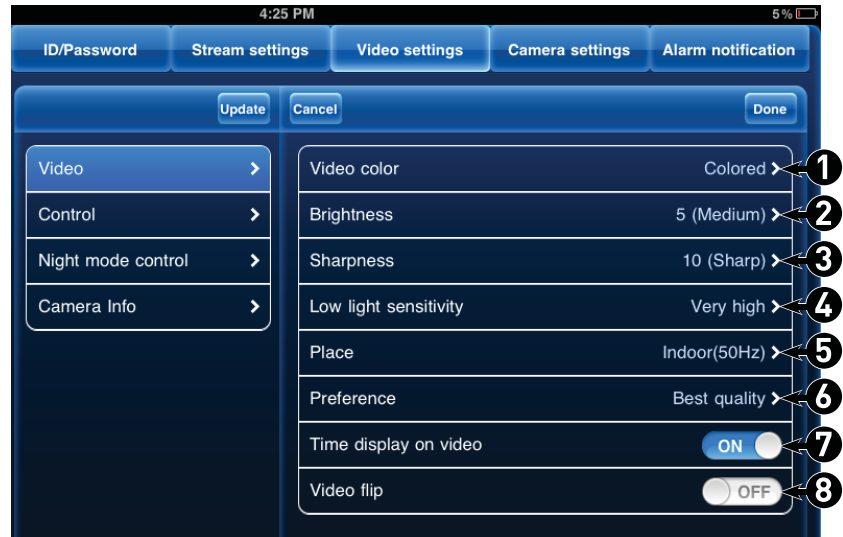 4:25 PM 5%
ID/Password Stream settings Video settings Camera settings Alarm notification
Update Cancel Done
Video
Control
Night mode control
Camera Info
Video color Colored 1
Brightness 5 (Medium) 2
Sharpness 10 (Sharp) 3
Low light sensitivity Very high 4
Place Indoor(50Hz) 5
Preference Best quality 6
Time display on video ON 7
Video flip OFF 8